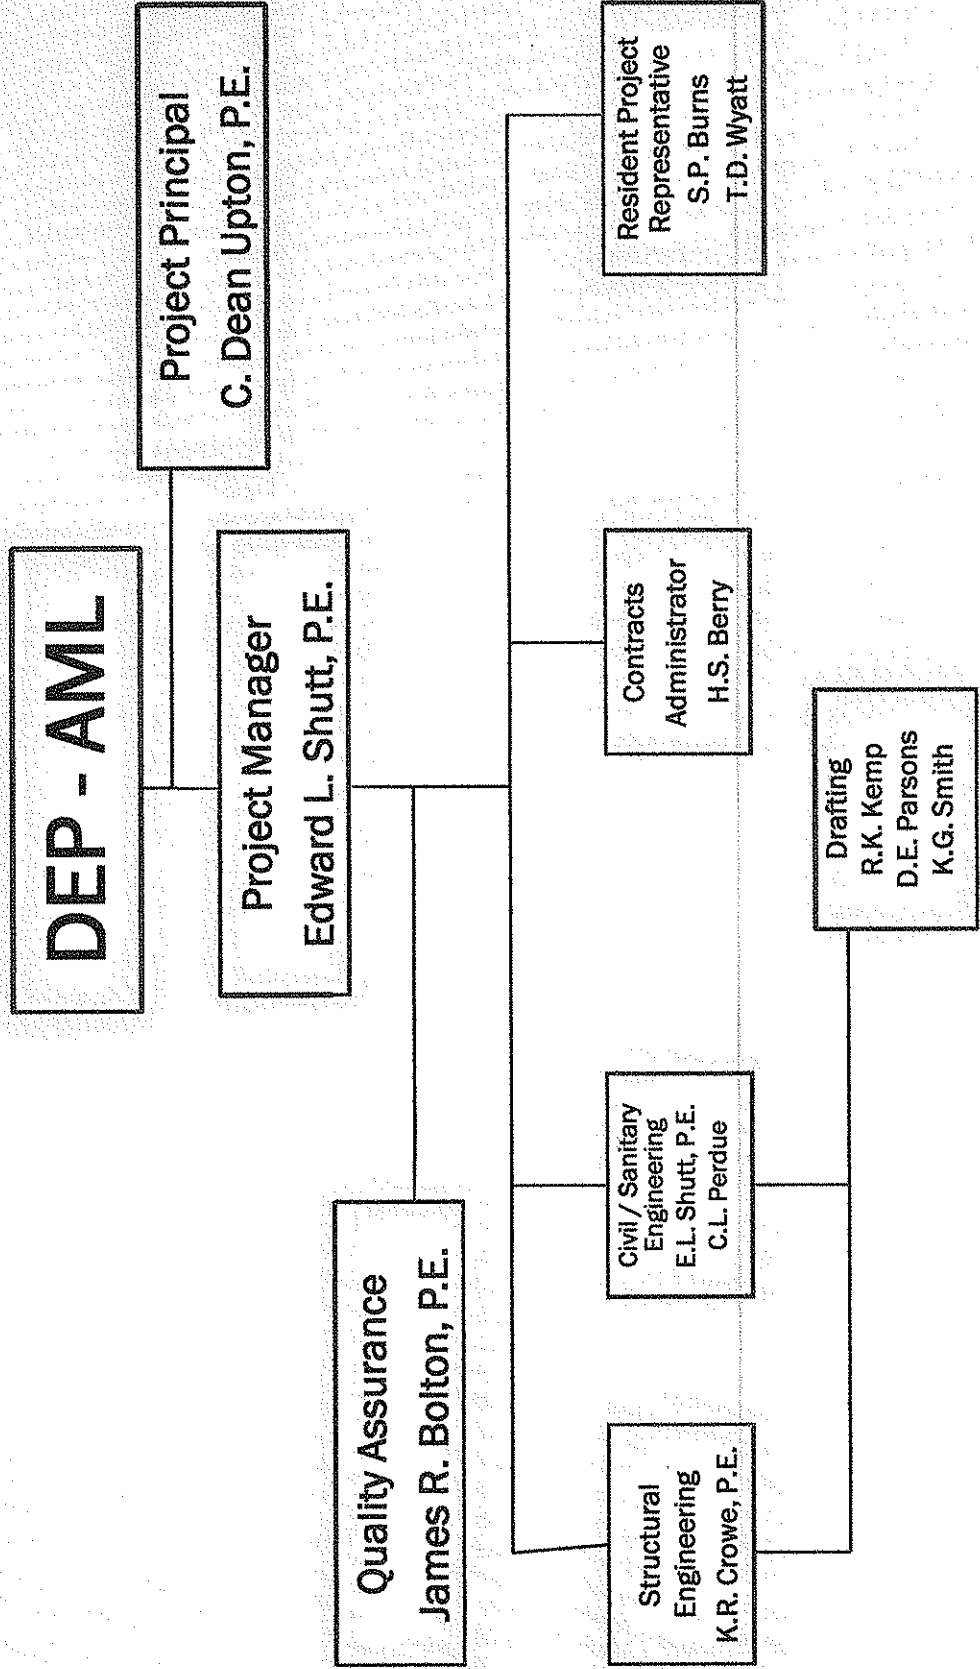 DEP - AML
Project Principal
C. Dean Upton, P.E.
Project Manager
Edward L. Shutt, P.E.
Quality Assurance
James R. Bolton, P.E.
Structural
Engineering
K.R. Crowe, P.E.
Civil / Sanitary
Engineering
E.L. Shutt, P.E.
C.L. Perdue
Contracts
Administrator
H.S. Berry
Resident Project
Representative
S.P. Burns
T.D. Wyatt
Drafting
R.K. Kemp
D.E. Parsons
K.G. Smith